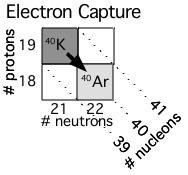 Electron Capture
# protons
19
18
⁴⁰K
⁴⁰Ar
21 22
# neutrons
39
40
41
# nucleons